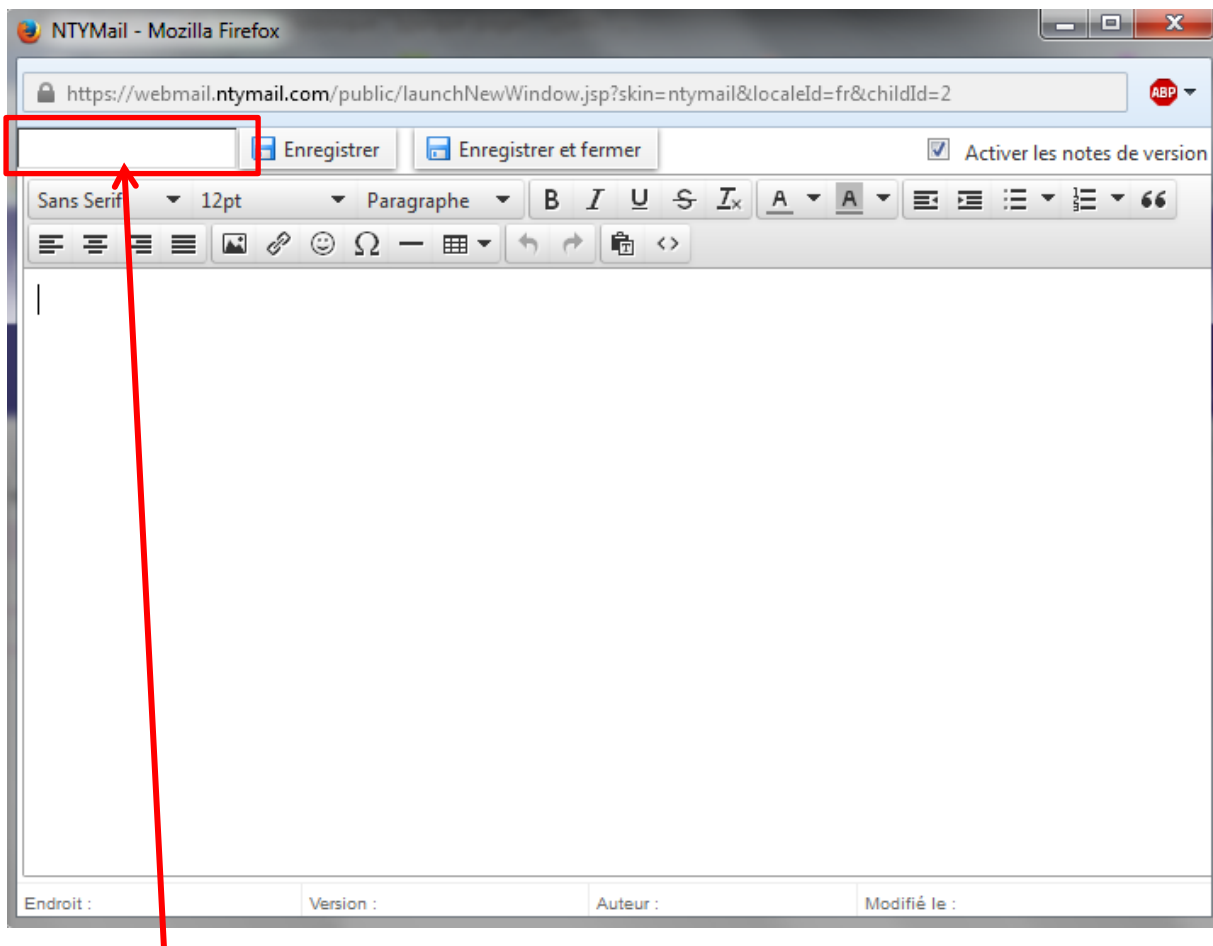 NTYMail - Mozilla Firefox
https://webmail.ntymail.com/public/launchNewWindow.jsp?skin=ntymail&localeId=fr&childId=2
ABP
Enregistrer Enregistrer et fermer Activer les notes de version
Sans Serif 12pt Paragraphe B I U S Ix A A
Ω
Endroit : Version : Auteur : Modifié le :